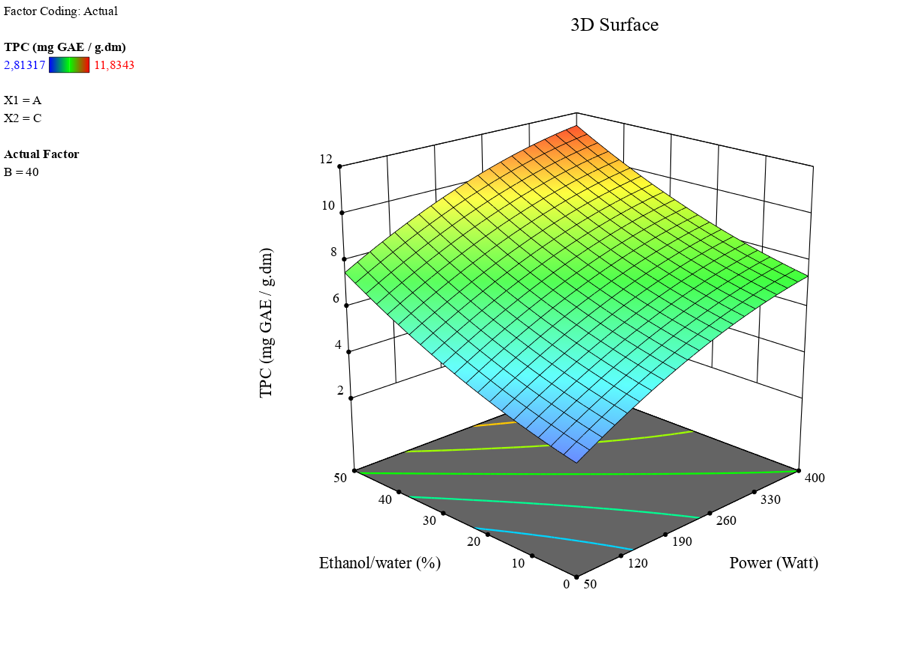 Factor Coding: Actual
3D Surface
TPC (mg GAE / g.dm)
2,81317 11,8343
X1 = A
X2 = C
Actual Factor
B = 40
12
10
8
6
4
2
TPC (mg GAE / g.dm)
50
40
30
20
10
0
50
120
190
260
330
400
Ethanol/water (%)
Power (Watt)